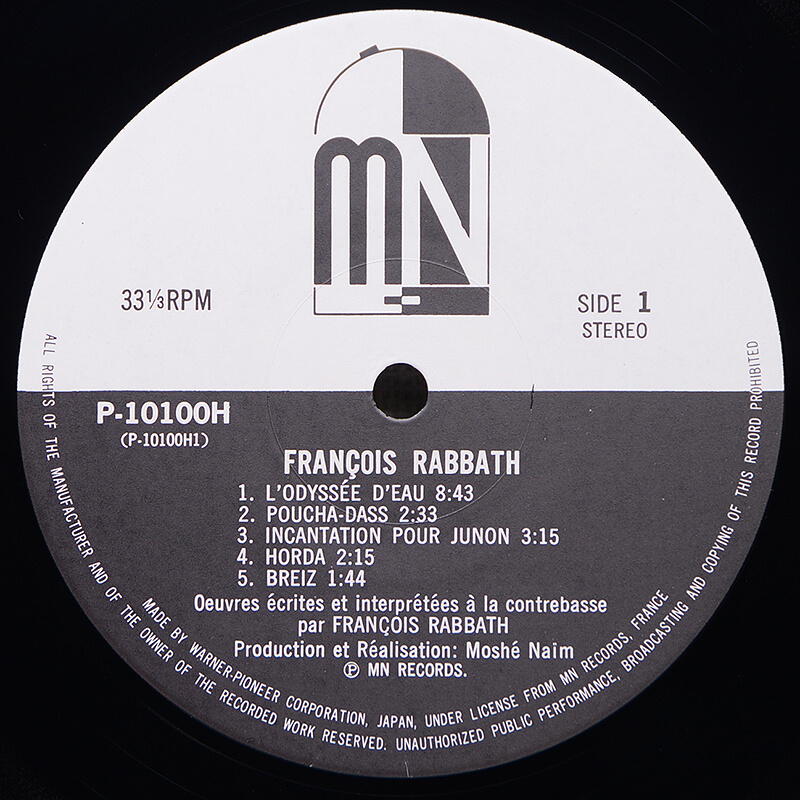 MN
33⅓RPM
SIDE 1
STEREO
P-10100H
(P-10100H1)
FRANÇOIS RABBATH
1. L'ODYSSÉE D'EAU 8:43
2. POUCHA-DASS 2:33
3. INCANTATION POUR JUNON 3:15
4. HORDA 2:15
5. BREIZ 1:44
Oeuvres écrites et interprétées à la contrebasse
par FRANÇOIS RABBATH
Production et Réalisation: Moshé Naïm
Ⓟ MN RECORDS.
MADE BY WARNER-PIONEER CORPORATION, JAPAN, UNDER LICENSE FROM MN RECORDS, FRANCE
ALL RIGHTS OF THE MANUFACTURER AND OF THE OWNER OF THE RECORDED WORK RESERVED. UNAUTHORIZED PUBLIC PERFORMANCE, BROADCASTING AND COPYING OF THIS RECORD PROHIBITED